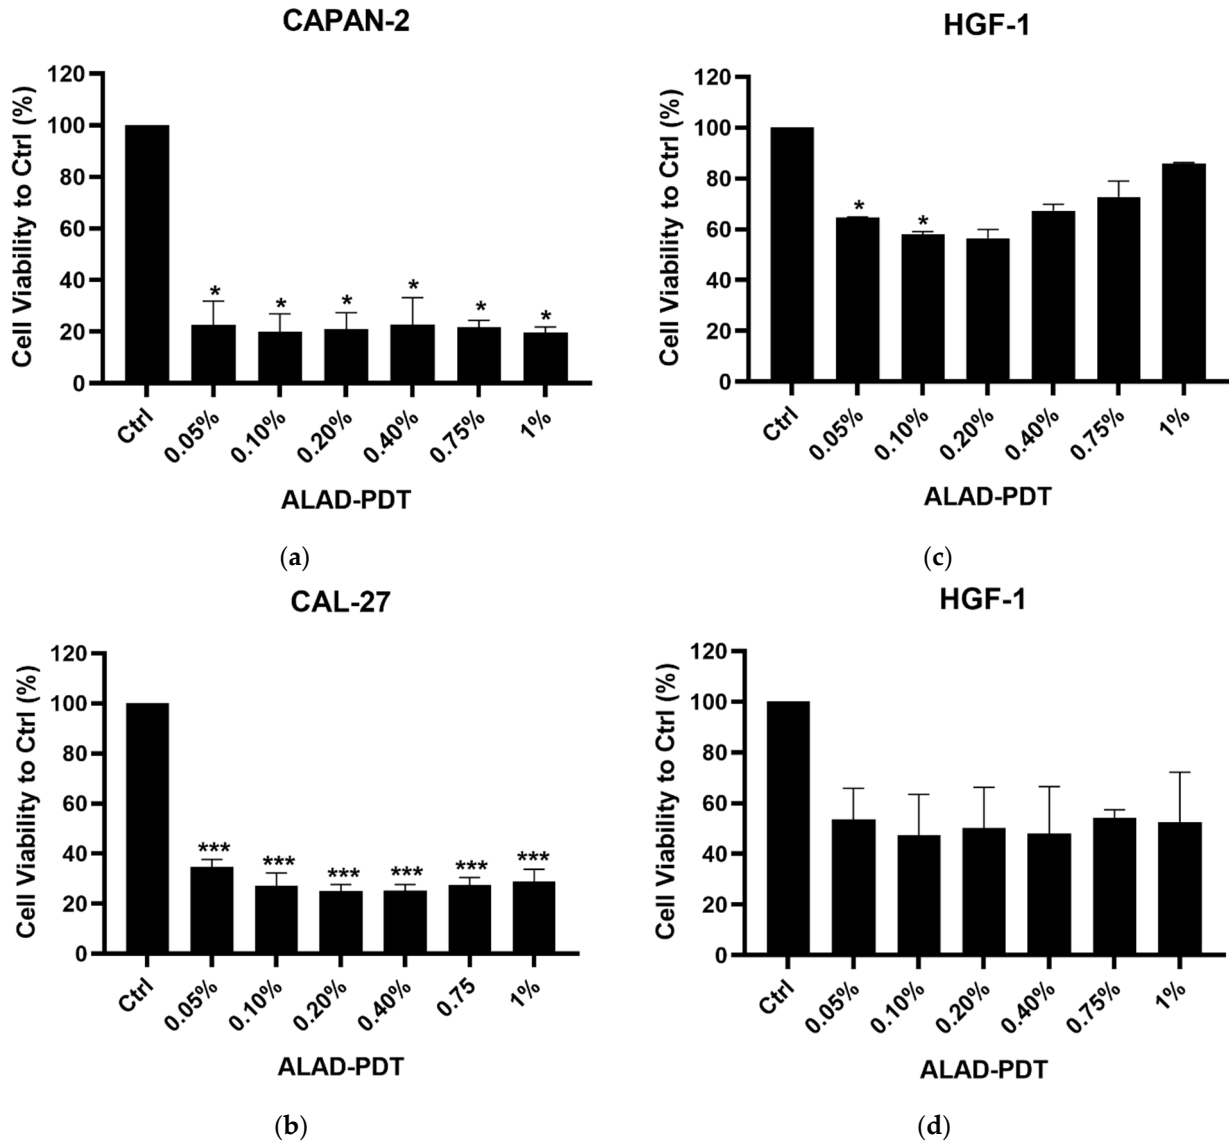 CAPAN-2
Cell Viability to Ctrl (%)
120
100
80
60
40
20
0
* * * * * *
Ctrl 0.05% 0.10% 0.20% 0.40% 0.75% 1%
ALAD-PDT
(a)
HGF-1
Cell Viability to Ctrl (%)
120
100
80
60
40
20
0
* *
Ctrl 0.05% 0.10% 0.20% 0.40% 0.75% 1%
ALAD-PDT
(c)
CAL-27
Cell Viability to Ctrl (%)
120
100
80
60
40
20
0
*** *** *** *** *** ***
Ctrl 0.05% 0.10% 0.20% 0.40% 0.75 1%
ALAD-PDT
(b)
HGF-1
Cell Viability to Ctrl (%)
120
100
80
60
40
20
0
Ctrl 0.05% 0.10% 0.20% 0.40% 0.75% 1%
ALAD-PDT
(d)